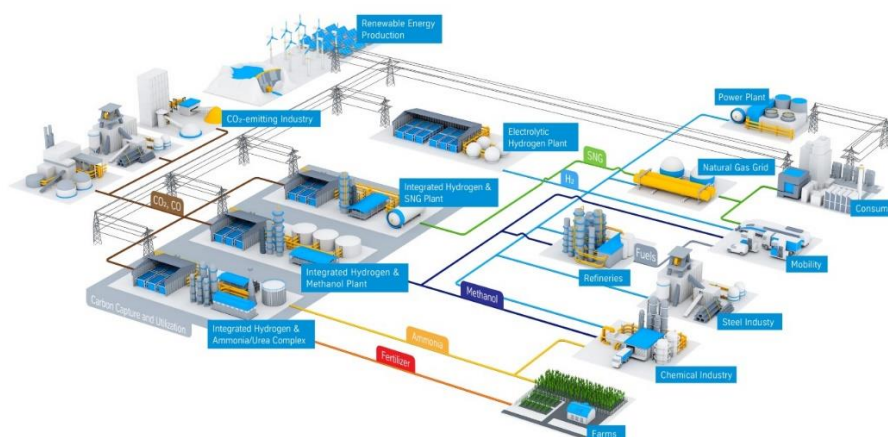 Renewable Energy
Production
Power Plant
CO₂-emitting Industry
Electrolytic
Hydrogen Plant
SNG
Natural Gas Grid
H₂
Integrated Hydrogen &
SNG Plant
CO₂, CO
Consum
Mobility
Fuels
Refineries
Integrated Hydrogen &
Methanol Plant
Methanol
Carbon Capture and Utilization
Steel Industy
Integrated Hydrogen &
Ammonia/Urea Complex
Ammonia
Fertilizer
Chemical Industry
Farms